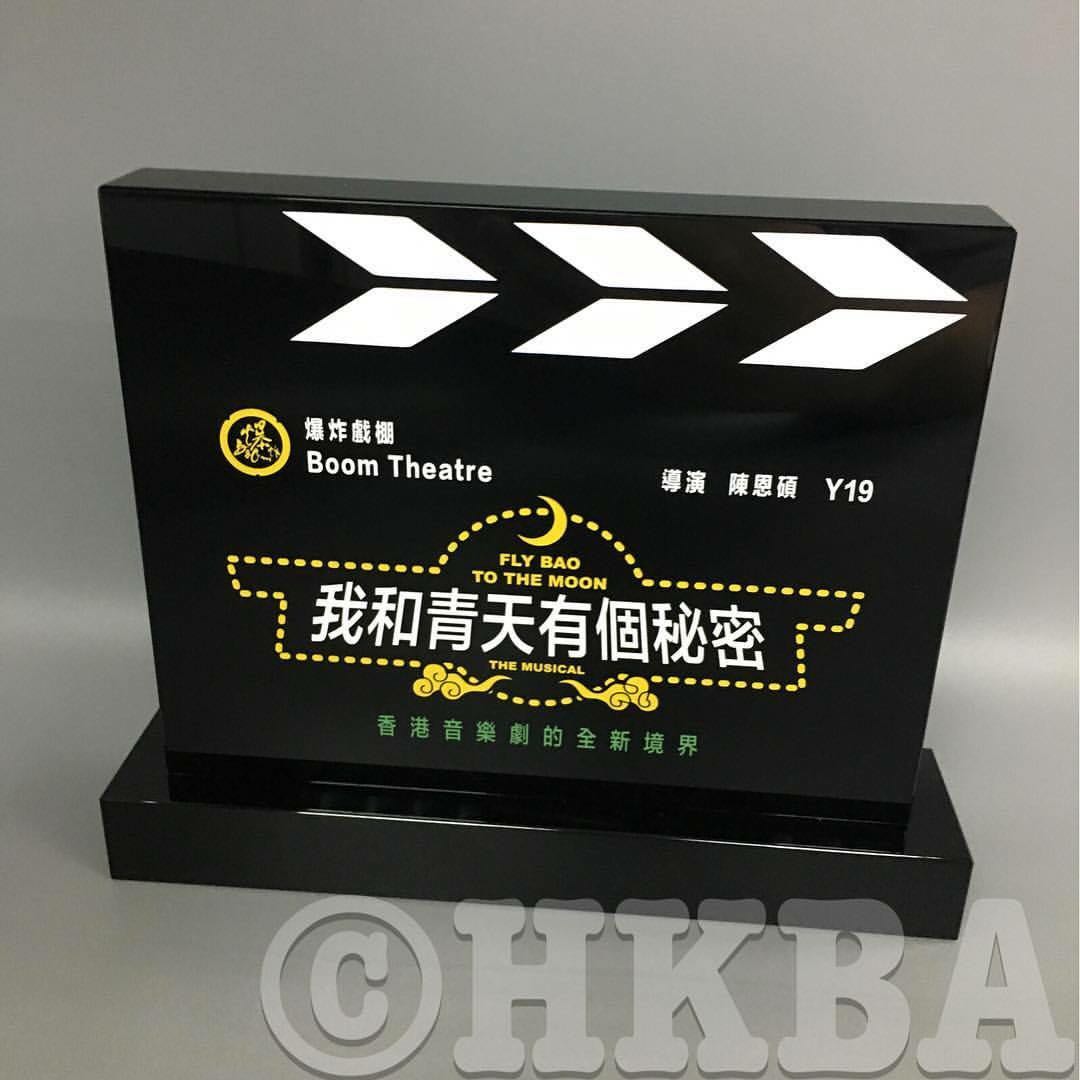 爆炸戲棚
Boom Theatre
導演 陳恩碩 Y19
FLY BAO
TO THE MOON
我和青天有個秘密
THE MUSICAL
香港音樂劇的全新境界
©HKBA